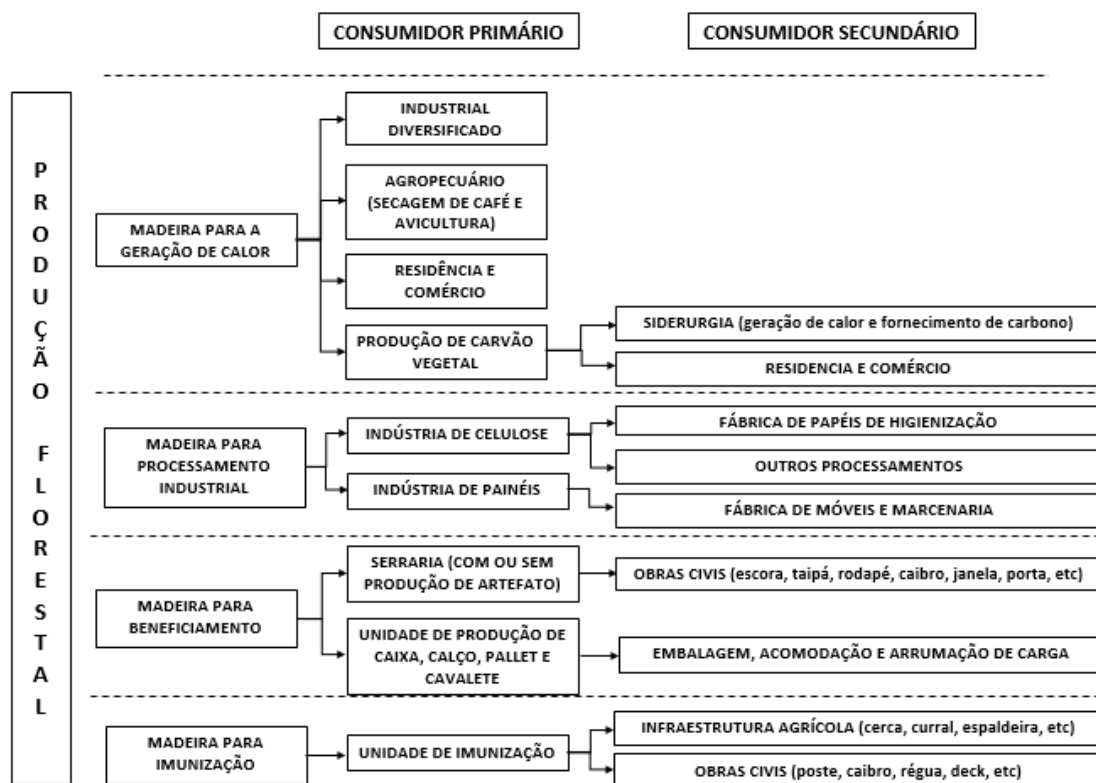 CONSUMIDOR PRIMÁRIO
CONSUMIDOR SECUNDÁRIO
PRODUÇÃO FLORESTAL
MADEIRA PARA A
GERAÇÃO DE CALOR
INDUSTRIAL
DIVERSIFICADO
AGROPECUÁRIO
(SECAGEM DE CAFÉ E
AVICULTURA)
RESIDÊNCIA E
COMÉRCIO
PRODUÇÃO DE CARVÃO
VEGETAL
SIDERURGIA (geração de calor e fornecimento de carbono)
RESIDENCIA E COMÉRCIO
MADEIRA PARA
PROCESSAMENTO
INDUSTRIAL
INDÚSTRIA DE CELULOSE
FÁBRICA DE PAPÉIS DE HIGIENIZAÇÃO
OUTROS PROCESSAMENTOS
INDÚSTRIA DE PAINÉIS
FÁBRICA DE MÓVEIS E MARCENARIA
MADEIRA PARA
BENEFICIAMENTO
SERRARIA (COM OU SEM
PRODUÇÃO DE ARTEFATO)
OBRAS CIVIS (escora, taipá, rodapé, caibro, janela, porta, etc)
UNIDADE DE PRODUÇÃO DE
CAIXA, CALÇO, PALLET E
CAVALETE
EMBALAGEM, ACOMODAÇÃO E ARRUMAÇÃO DE CARGA
MADEIRA PARA
IMUNIZAÇÃO
UNIDADE DE IMUNIZAÇÃO
INFRAESTRUTURA AGRÍCOLA (cerca, curral, espaldeira, etc)
OBRAS CIVIS (poste, caibro, régua, deck, etc)